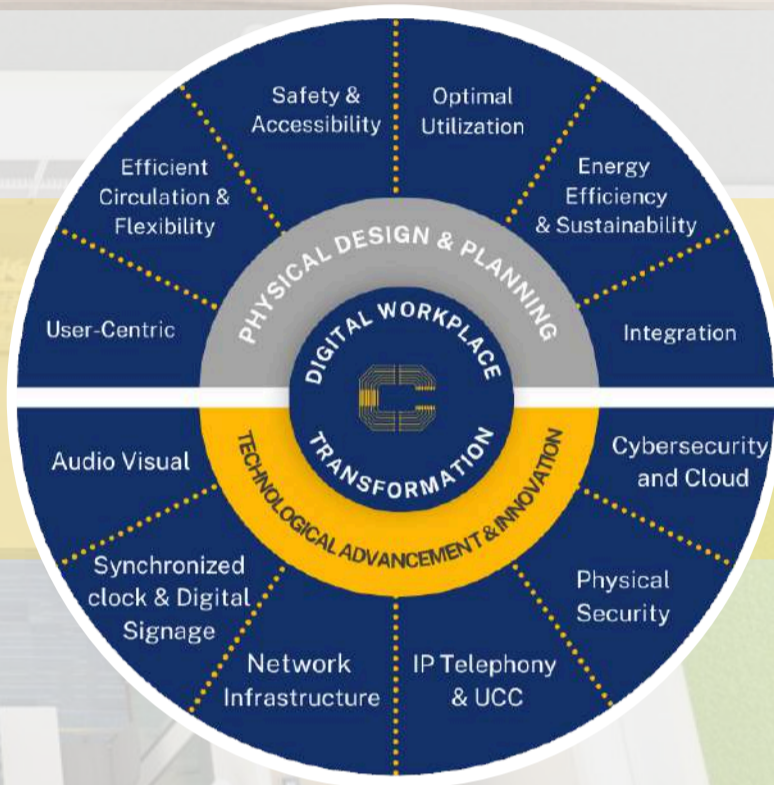 Safety &
Accessibility
Optimal
Utilization
Efficient
Circulation &
Flexibility
Energy
Efficiency
& Sustainability
User-Centric
Integration
PHYSICAL DESIGN & PLANNING
DIGITAL WORKPLACE
TRANSFORMATION
TECHNOLOGICAL ADVANCEMENT & INNOVATION
Audio Visual
Cybersecurity
and Cloud
Synchronized
clock & Digital
Signage
Physical
Security
Network
Infrastructure
IP Telephony
& UCC